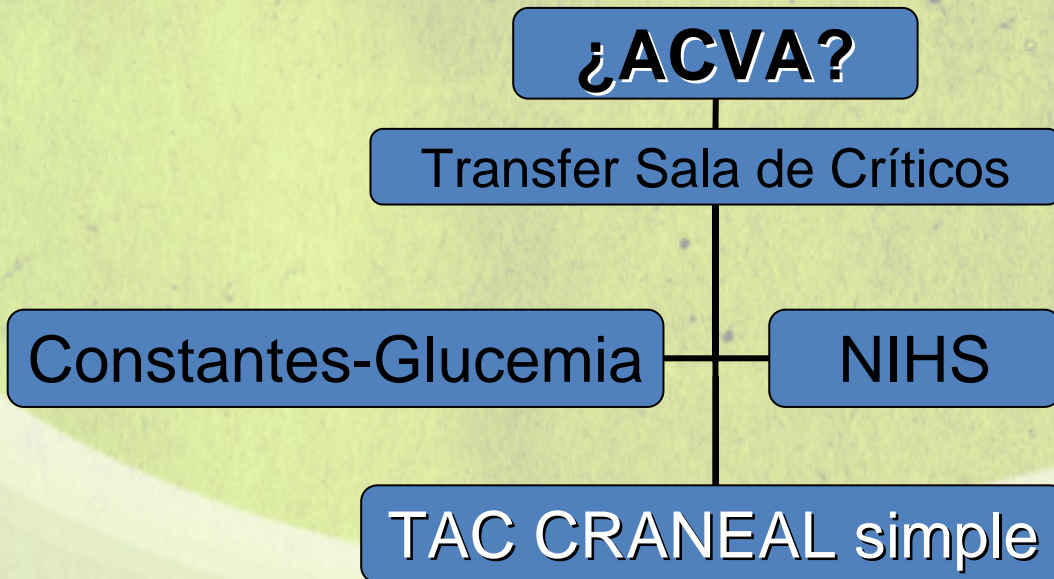 ¿ACVA?
Transfer Sala de Críticos
Constantes-Glucemia
NIHS
TAC CRANEAL simple